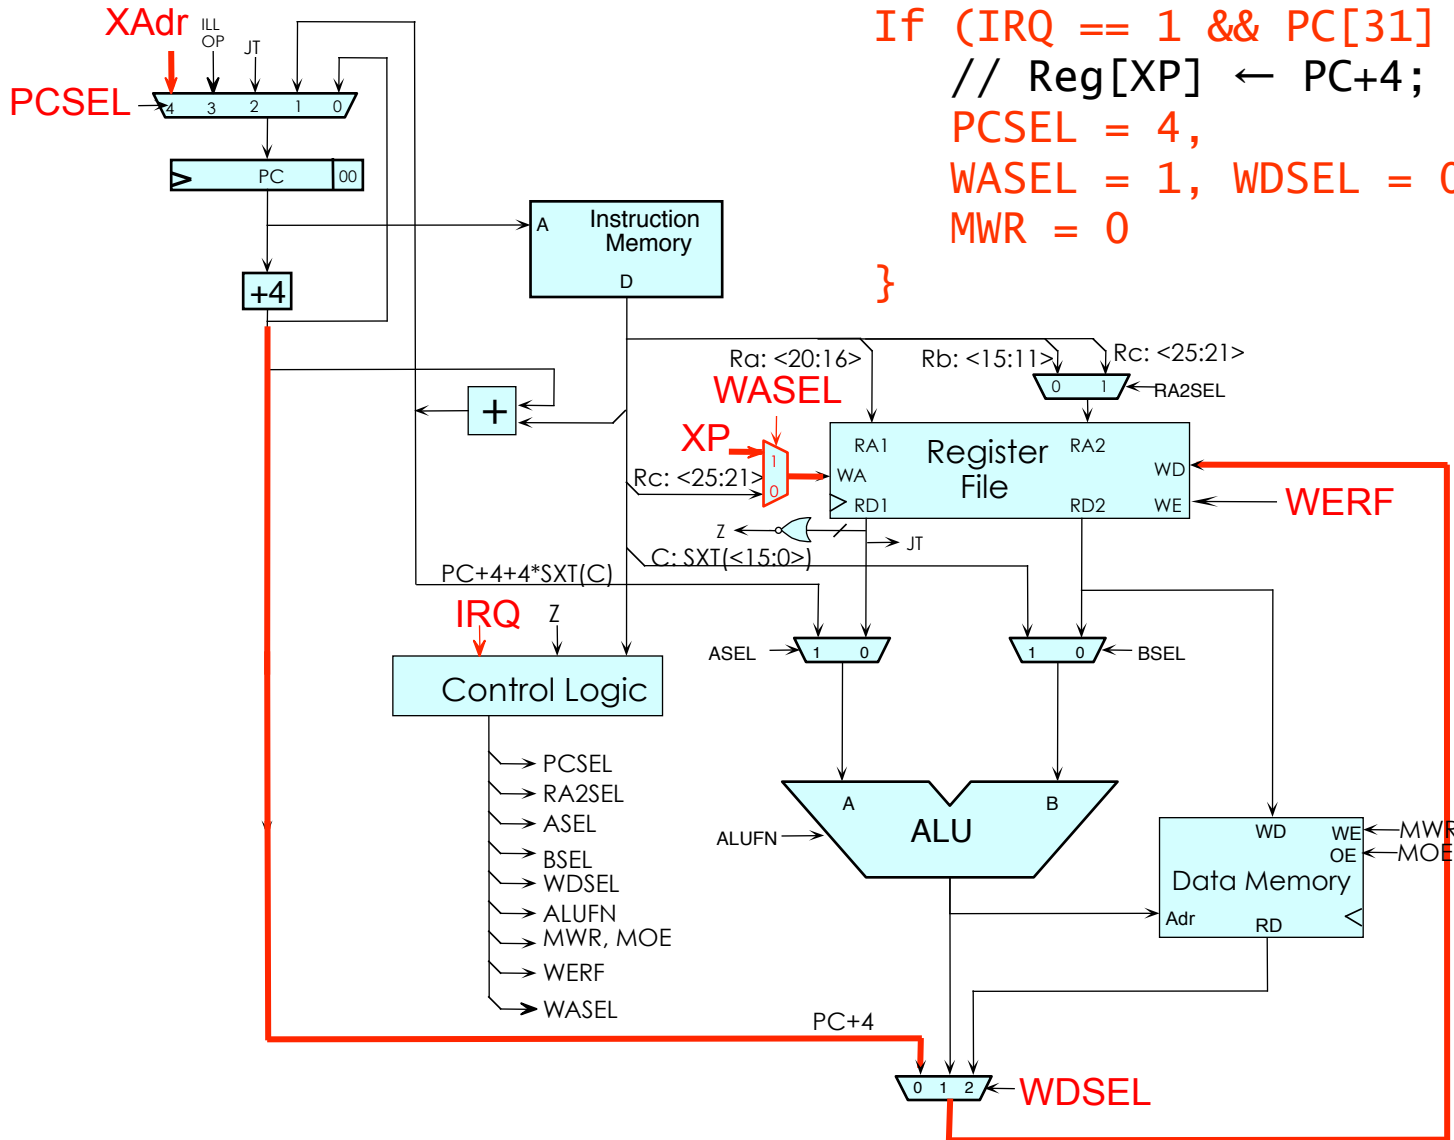 XAdr
ILL
OP
JT
PCSEL
4 3 2 1 0
PC
00
+4
If (IRQ == 1 && PC[31]
// Reg[XP] ← PC+4;
PCSEL = 4,
WASEL = 1, WDSEL = 0
MWR = 0
}
A
Instruction
Memory
D
Ra: <20:16>
Rb: <15:11>
Rc: <25:21>
0 1
RA2SEL
+
WASEL
XP
1
0
Rc: <25:21>
RA1
RA2
Register
File
WA
WD
RD1
RD2
WE
WERF
Z
JT
C: SXT(<15:0>)
PC+4+4*SXT(C)
IRQ
Z
ASEL
1 0
1 0
BSEL
Control Logic
PCSEL
RA2SEL
ASEL
BSEL
WDSEL
ALUFN
MWR, MOE
WERF
WASEL
A
B
ALUFN
ALU
WD
WE
MWR
OE
MOE
Data Memory
Adr
RD
PC+4
0 1 2
WDSEL